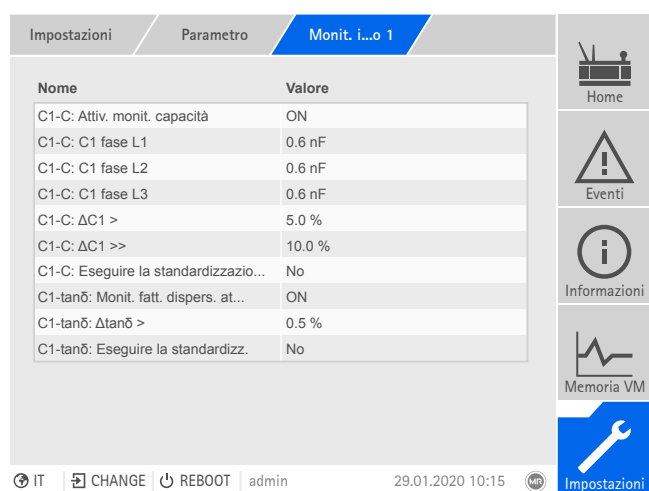 Impostazioni Parametro Monit. i...o 1
Nome Valore
C1-C: Attiv. monit. capacità ON
C1-C: C1 fase L1 0.6 nF
C1-C: C1 fase L2 0.6 nF
C1-C: C1 fase L3 0.6 nF
C1-C: ΔC1 > 5.0 %
C1-C: ΔC1 >> 10.0 %
C1-C: Eseguire la standardizzazio... No
C1-tanδ: Monit. fatt. dispers. at... ON
C1-tanδ: Δtanδ > 0.5 %
C1-tanδ: Eseguire la standardizz. No
Home
Eventi
Informazioni
Memoria VM
Impostazioni
IT CHANGE REBOOT admin 29.01.2020 10:15 MR